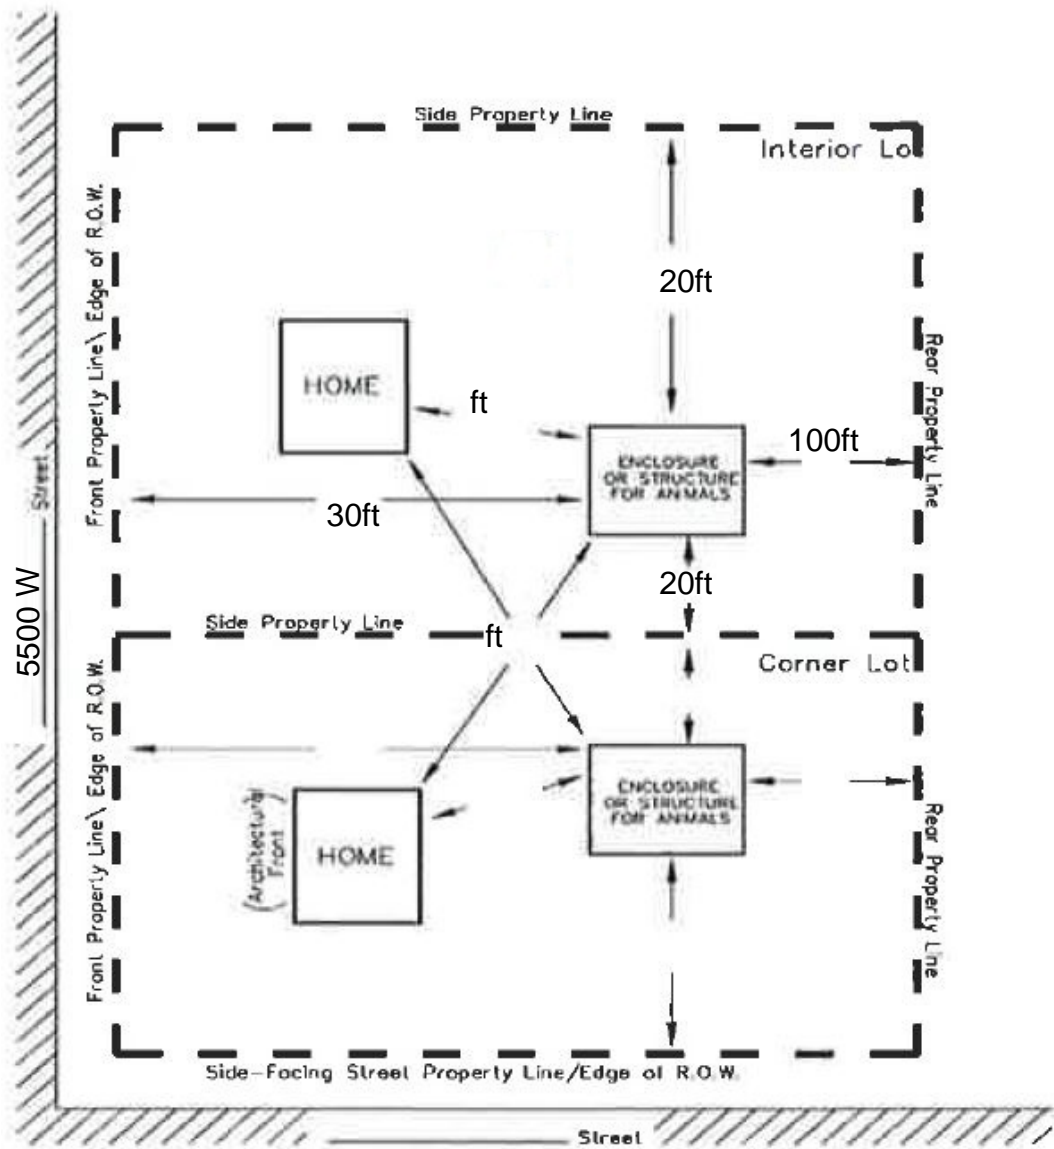 Side Property Line
Interior Lo
Front Property Line\ Edge of R.O.W.
20ft
Rear Property Line
HOME
ft
100ft
ENCLOSURE
OR STRUCTURE
FOR ANIMALS
Street
30ft
20ft
5500 W
Side Property Line
ft
Corner Lot
Front Property Line\ Edge of R.O.W.
ENCLOSURE
OR STRUCTURE
FOR ANIMALS
(Architectural
Front)
HOME
Rear Property Line
Side-Facing Street Property Line/Edge of R.O.W.
Street